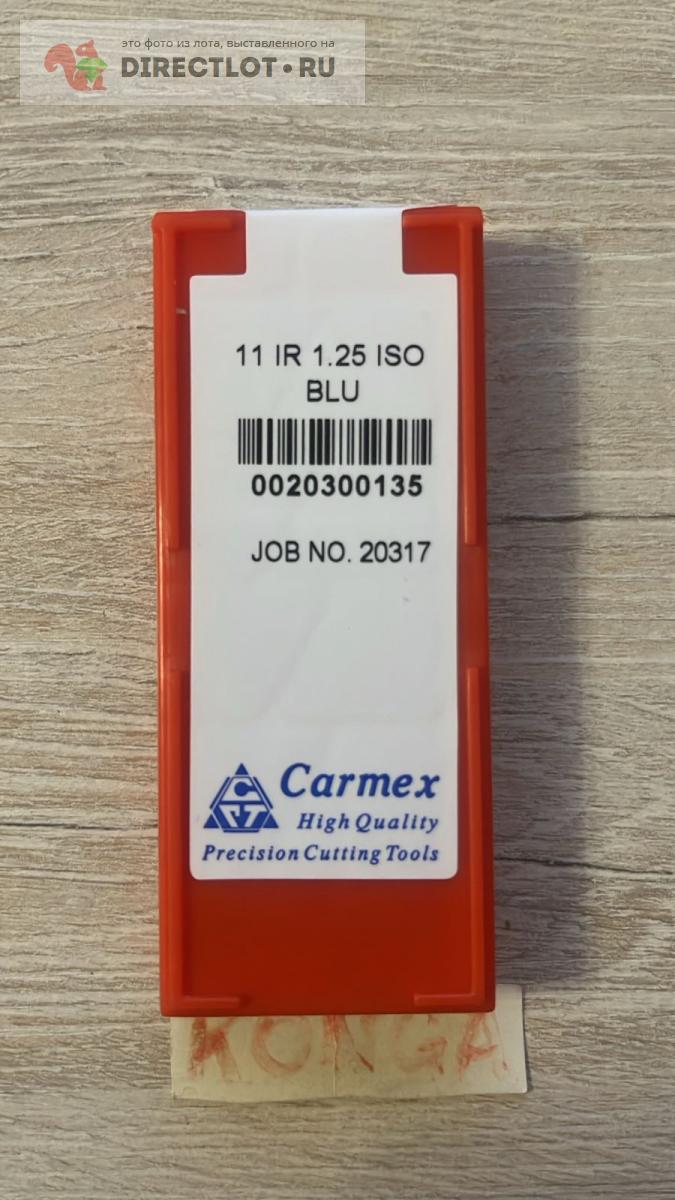 это фото из лота, выставленного на
DIRECTLOT•RU
11 IR 1.25 ISO
BLU
0020300135
JOB NO. 20317
CFT
Carmex
High Quality
Precision Cutting Tools
KONGA